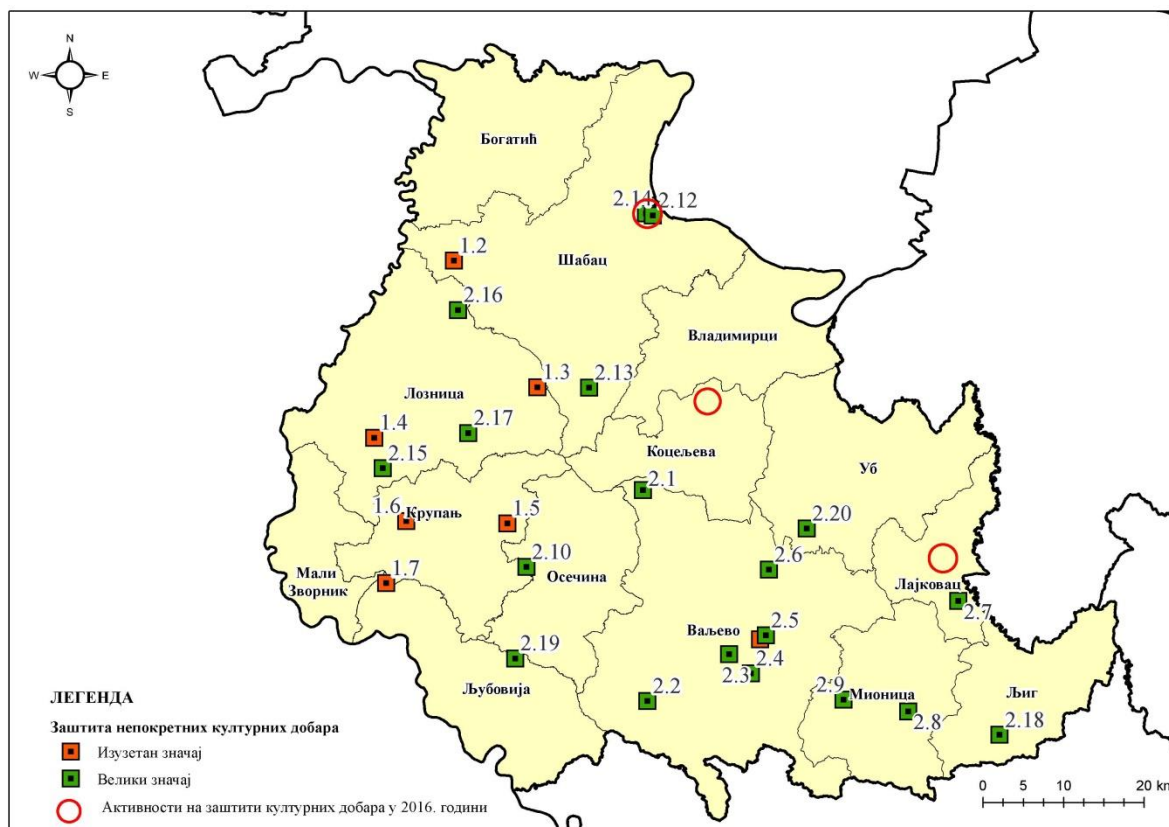 N
W E
S
Богатић
2.14 2.12
1.2
Шабац
2.16
Владимирци
1.3 2.13
Лозница
1.4 2.17
2.15
Коцељева
Уб
2.1
1.6 Крупањ 1.5
2.20
2.10 Осечина
2.6
Мали
Зворник
1.7
Лајковац
2.7
Ваљево 2.5
2.19
2.3 2.4
Љубовија
2.2
2.9 Мионица
2.8
Љиг
2.18
ЛЕГЕНДА
Заштита непокретних културних добара
Изузетан значај
Велики значај
Активности на заштити културних добара у 2016. години
0 5 10 20 km